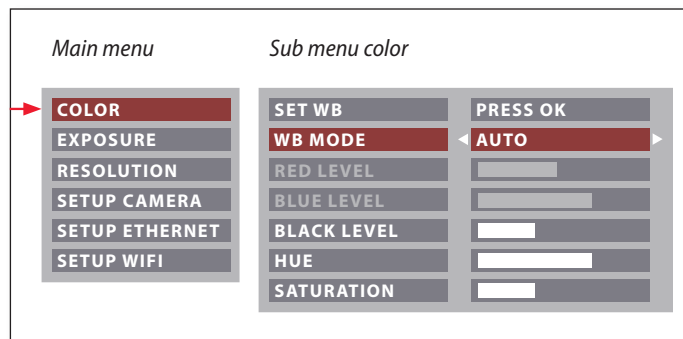 Main menu
Sub menu color
COLOR
EXPOSURE
RESOLUTION
SETUP CAMERA
SETUP ETHERNET
SETUP WIFI
SET WB PRESS OK
WB MODE AUTO
RED LEVEL
BLUE LEVEL
BLACK LEVEL
HUE
SATURATION